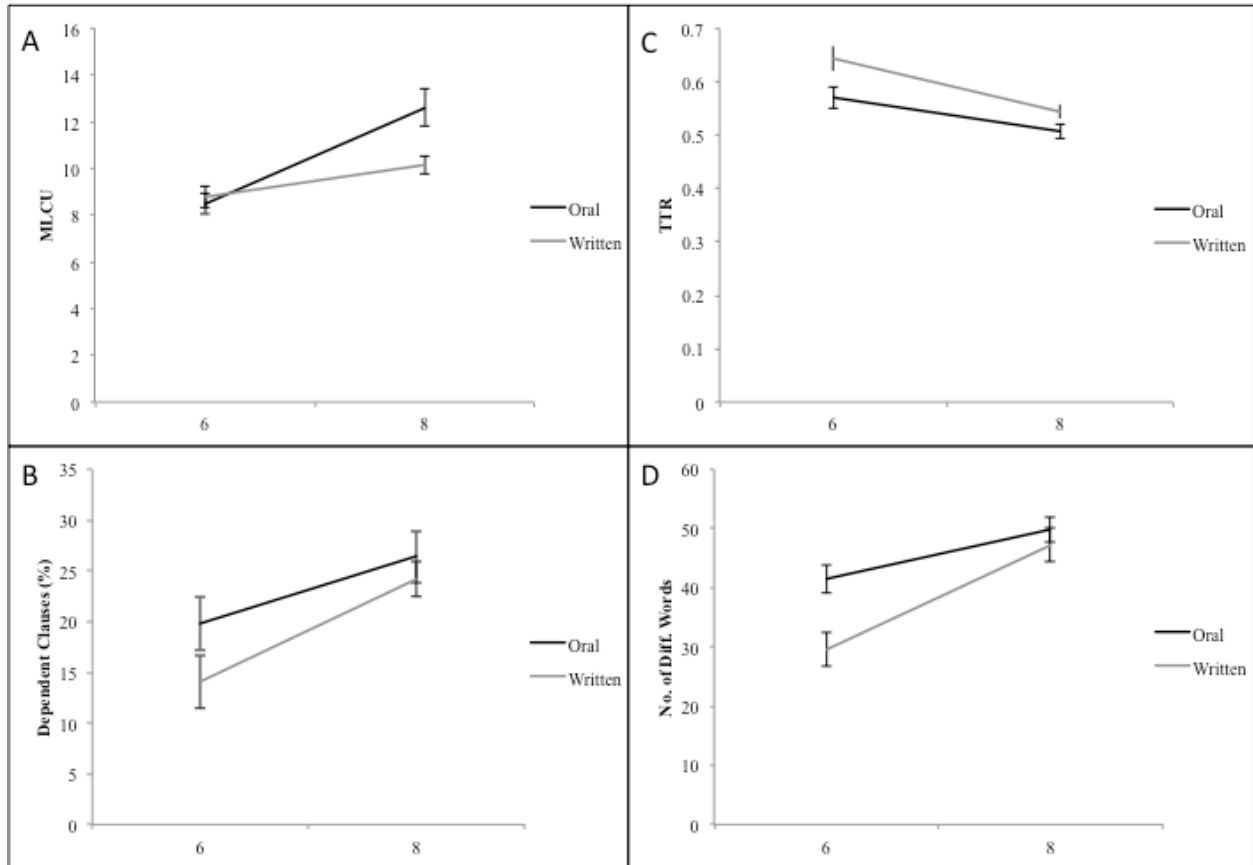 A
MLCU
16
14
12
10
8
6
4
2
0
6 8
Oral
Written
C
TTR
0.7
0.6
0.5
0.4
0.3
0.2
0.1
0
6 8
Oral
Written
B
Dependent Clauses (%)
35
30
25
20
15
10
5
0
6 8
Oral
Written
D
No. of Diff. Words
60
50
40
30
20
10
0
6 8
Oral
Written